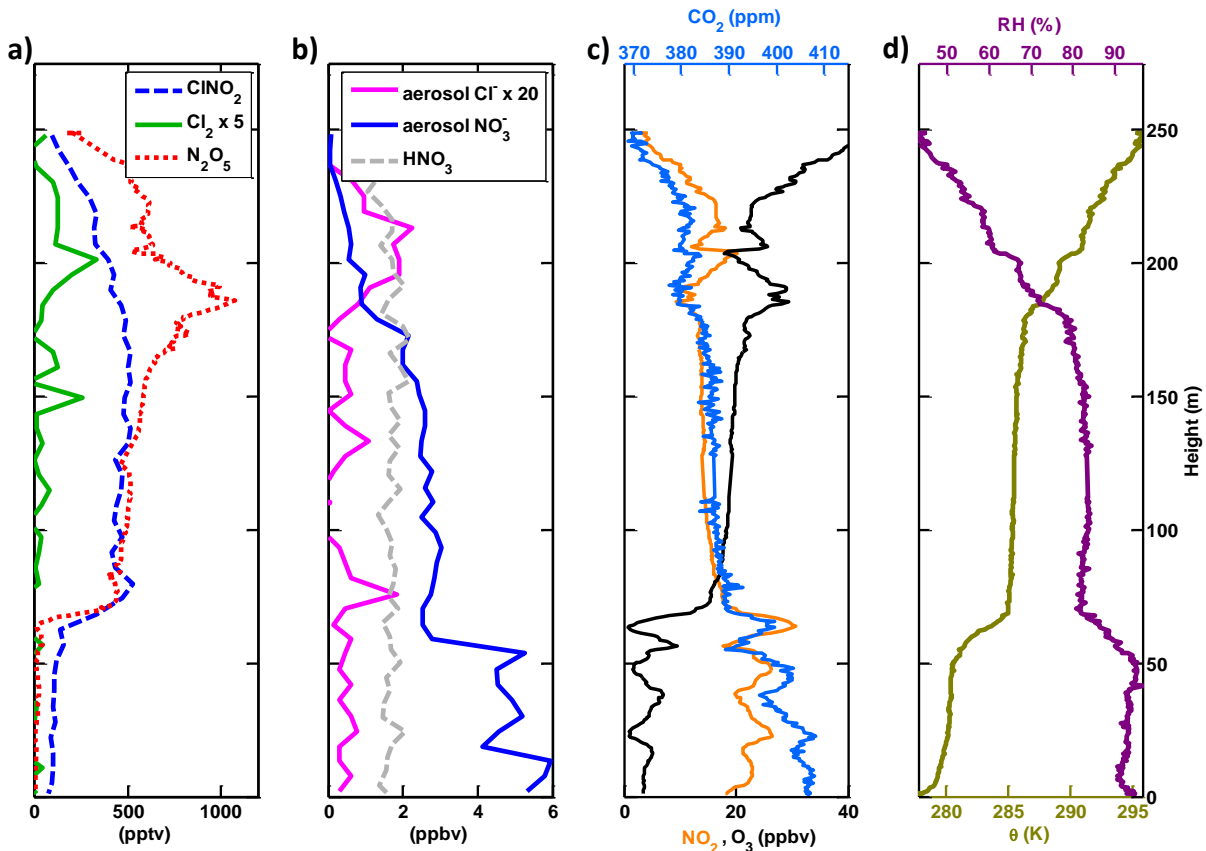 a)
ClNO2
Cl2 x 5
N2O5
0 500 1000
(pptv)
b)
aerosol Cl- x 20
aerosol NO3-
HNO3
0 2 4 6
(ppbv)
CO2 (ppm)
c)
370 380 390 400 410
0 20 40
NO2 , O3 (ppbv)
RH (%)
d)
50 60 70 80 90
250
200
150
100
50
0
Height (m)
280 285 290 295
θ (K)